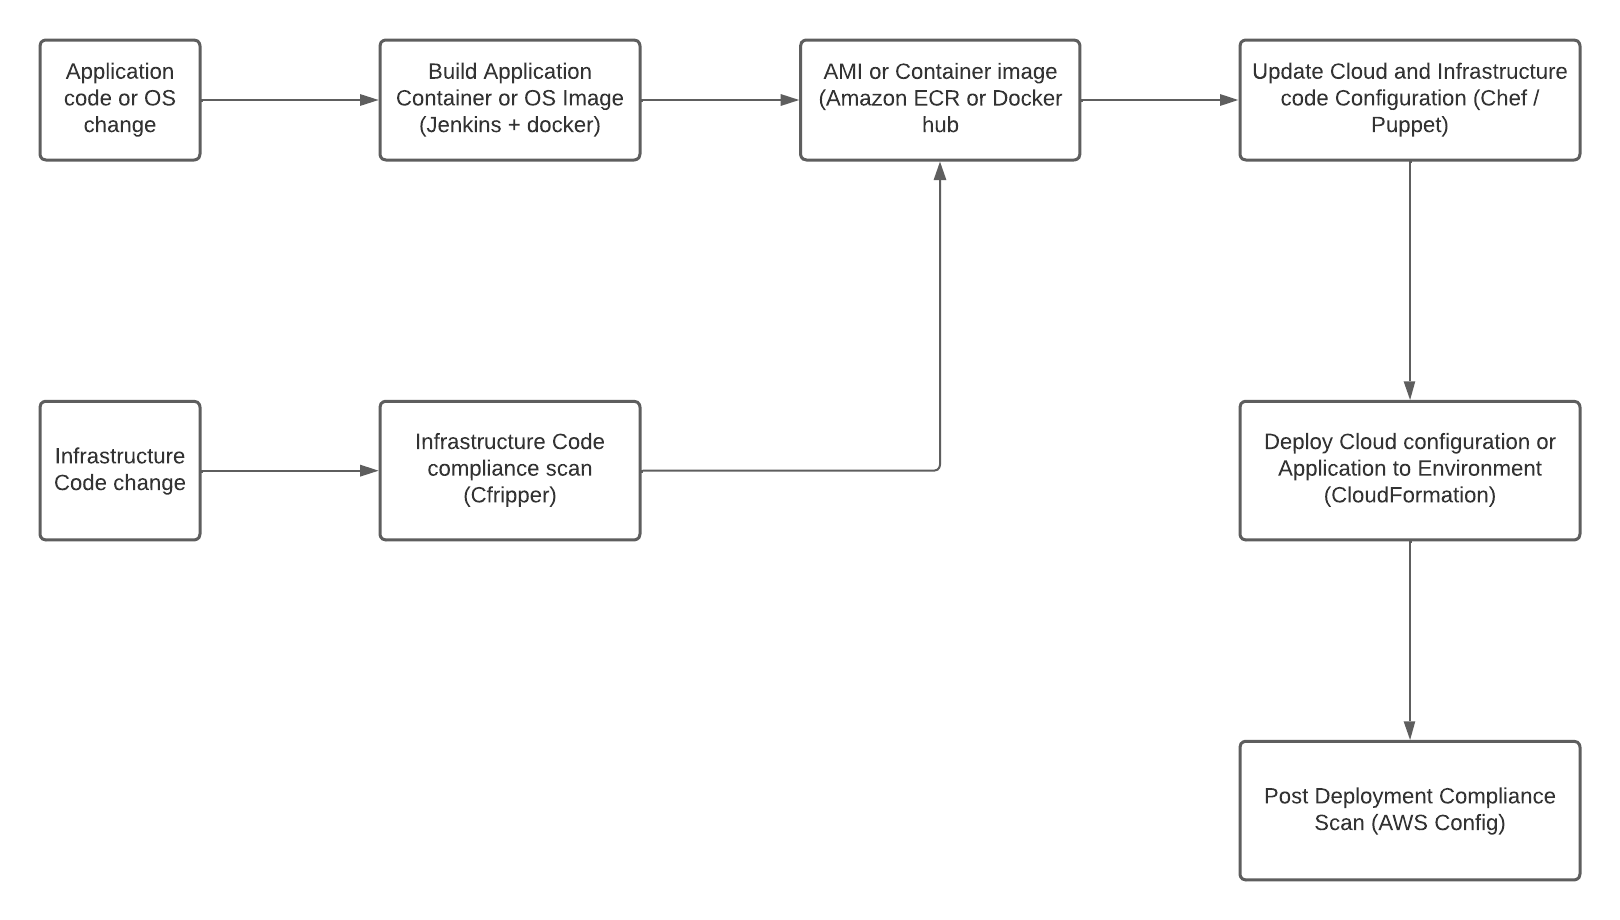 Application
code or OS
change
Build Application
Container or OS Image
(Jenkins + docker)
AMI or Container image
(Amazon ECR or Docker
hub
Update Cloud and Infrastructure
code Configuration (Chef /
Puppet)
Infrastructure
Code change
Infrastructure Code
compliance scan
(Cfripper)
Deploy Cloud configuration or
Application to Environment
(CloudFormation)
Post Deployment Compliance
Scan (AWS Config)